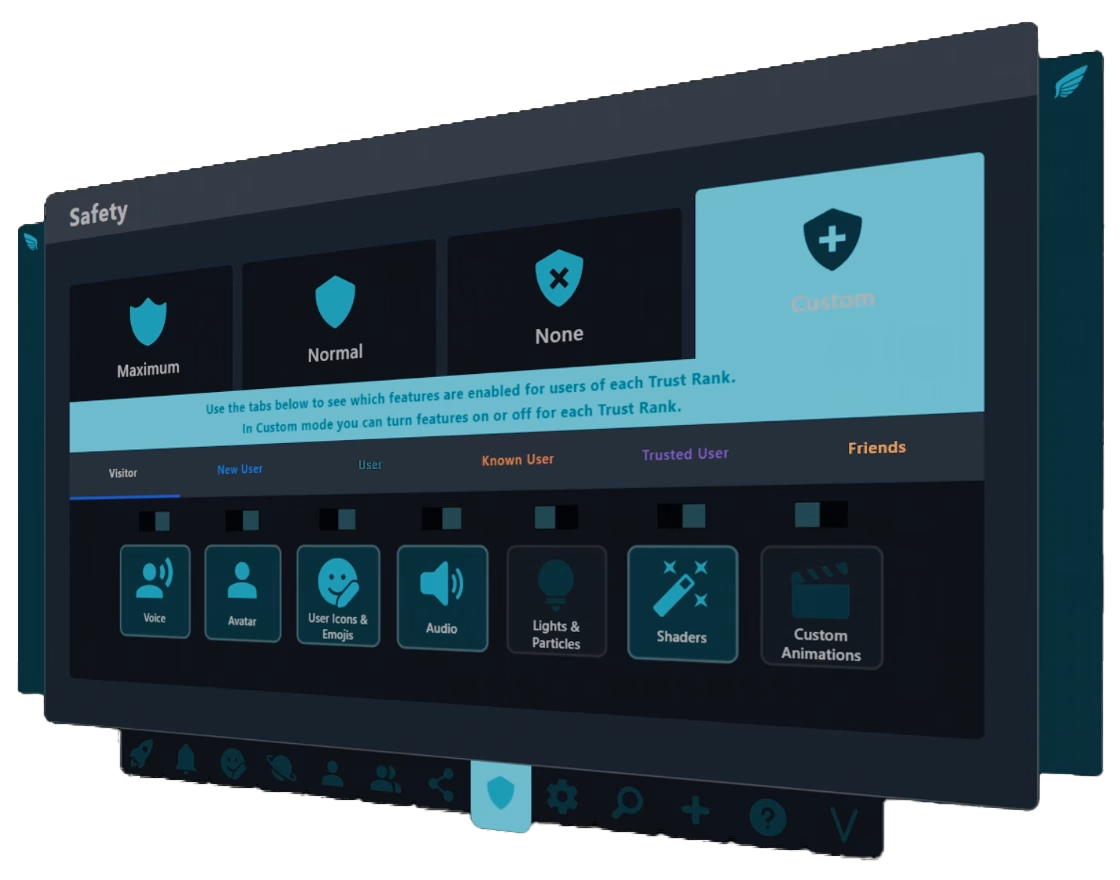 Safety
Maximum
Normal
None
Custom
Use the tabs below to see which features are enabled for users of each Trust Rank.
In Custom mode you can turn features on or off for each Trust Rank.
Visitor
New User
User
Known User
Trusted User
Friends
Voice
Avatar
User Icons &
Emojis
Audio
Lights &
Particles
Shaders
Custom
Animations